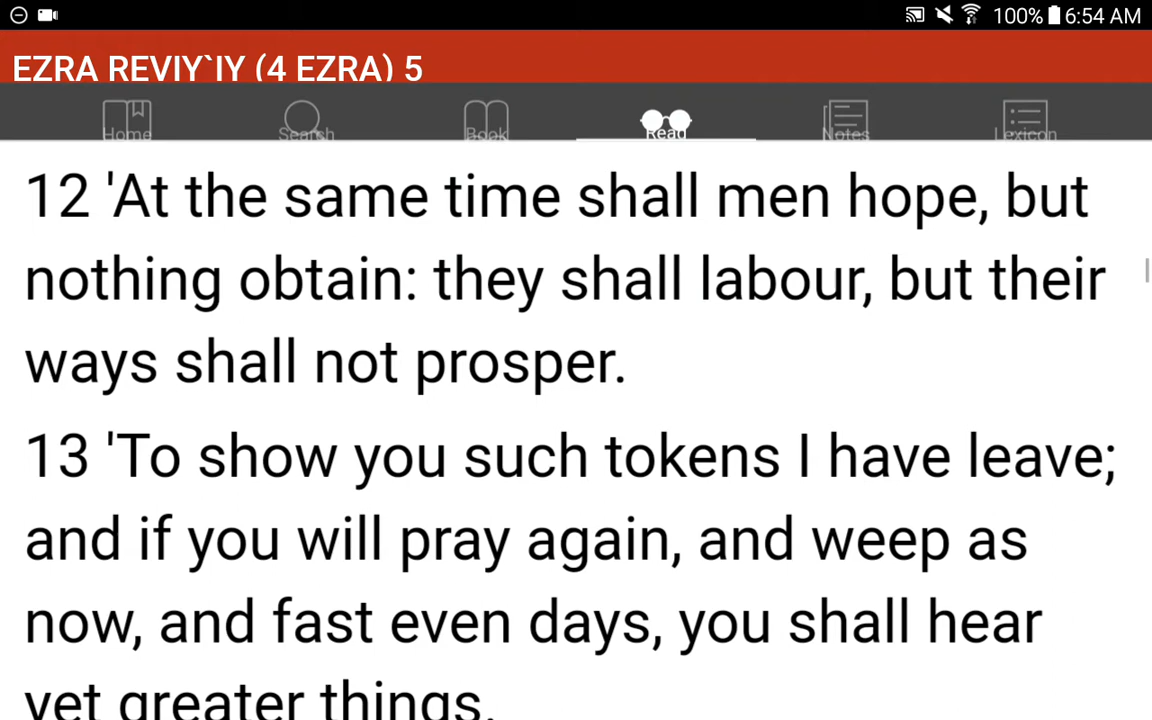 100% 6:54 AM
EZRA REVIY`IY (4 EZRA) 5
Home Search Book Read Notes Lexicon
12 'At the same time shall men hope, but
nothing obtain: they shall labour, but their
ways shall not prosper.
13 'To show you such tokens I have leave;
and if you will pray again, and weep as
now, and fast even days, you shall hear
yet greater things.